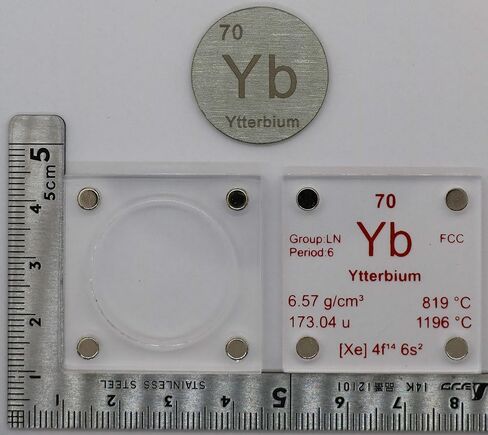 70
Yb
Ytterbium
5
5cm
4
3
2
1
70
Group:LN
Yb
FCC
Period:6
Ytterbium
6.57 g/cm³
819 °C
173.04 u
1196 °C
[Xe] 4f¹⁴ 6s²
1
2
STAINLESS STEEL
3
4
5
6
7
8